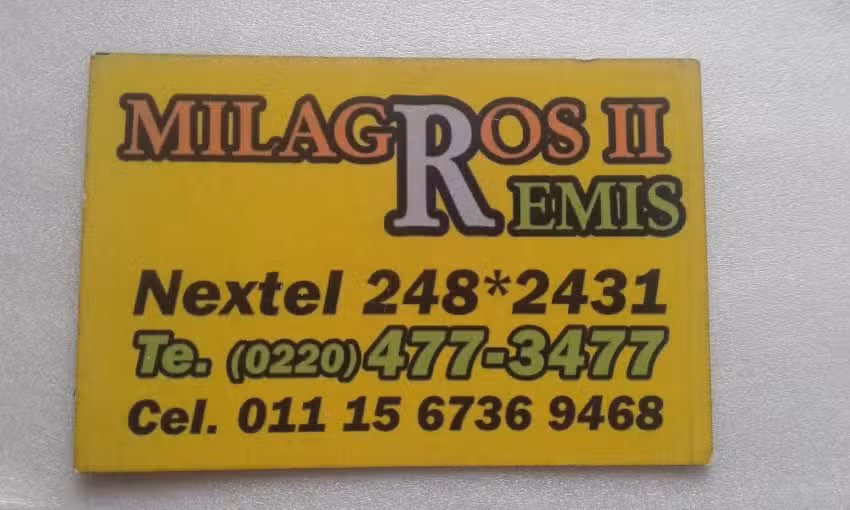 MILAGROS II
REMIS
Nextel 248*2431
Te. (0220) 477-3477
Cel. 011 15 6736 9468